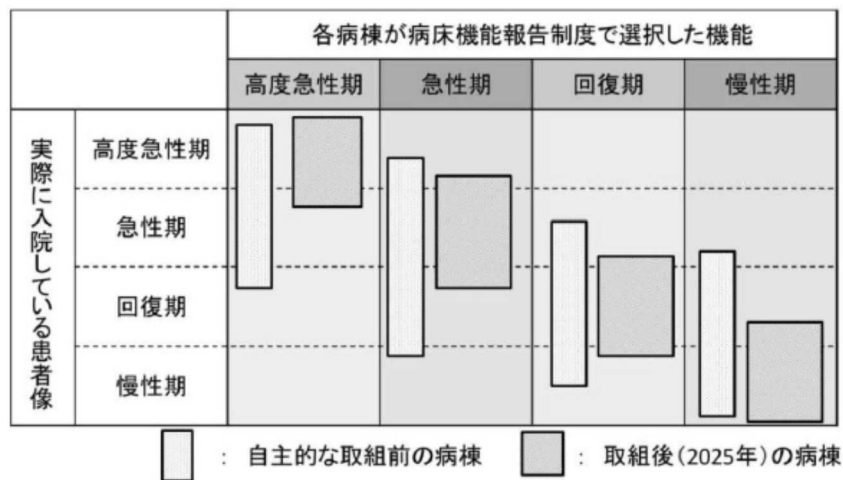 各病棟が病床機能報告制度で選択した機能
高度急性期 急性期 回復期 慢性期
実際に入院している患者像
高度急性期
急性期
回復期
慢性期
： 自主的な取組前の病棟 ： 取組後（2025年）の病棟